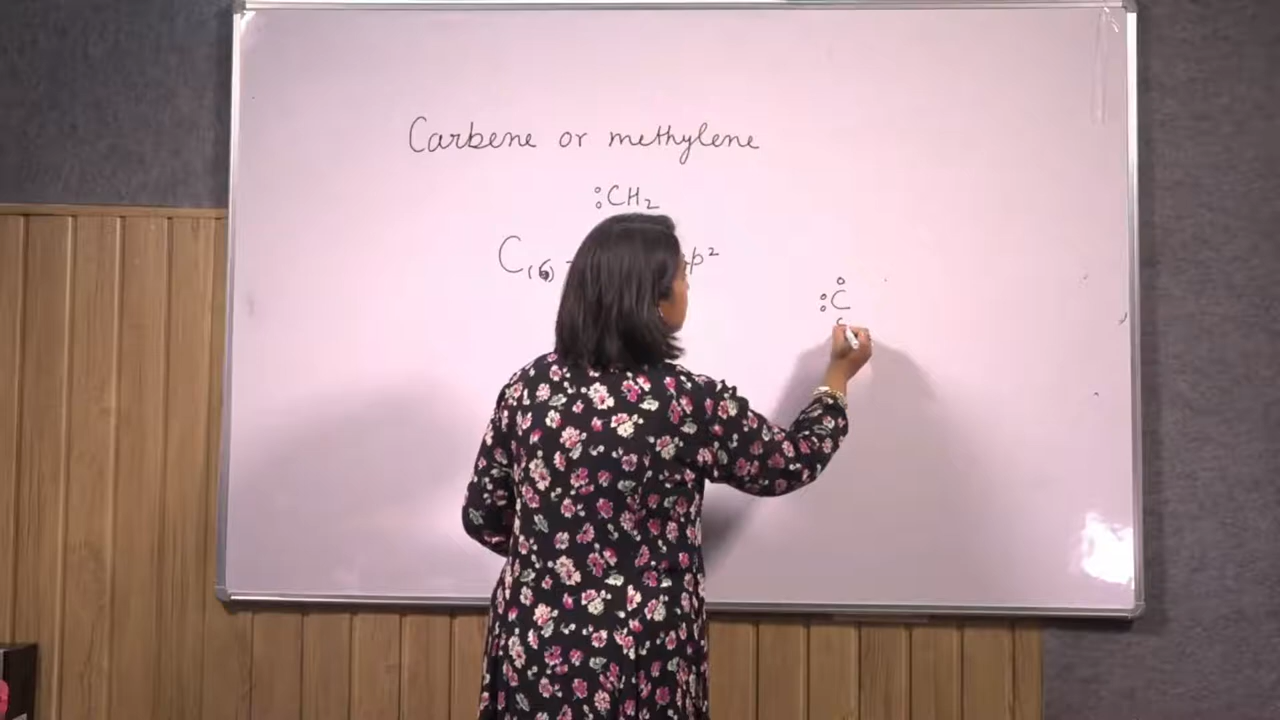 Carbene or methylene
:CH₂
C₍₆₎ p²
:C